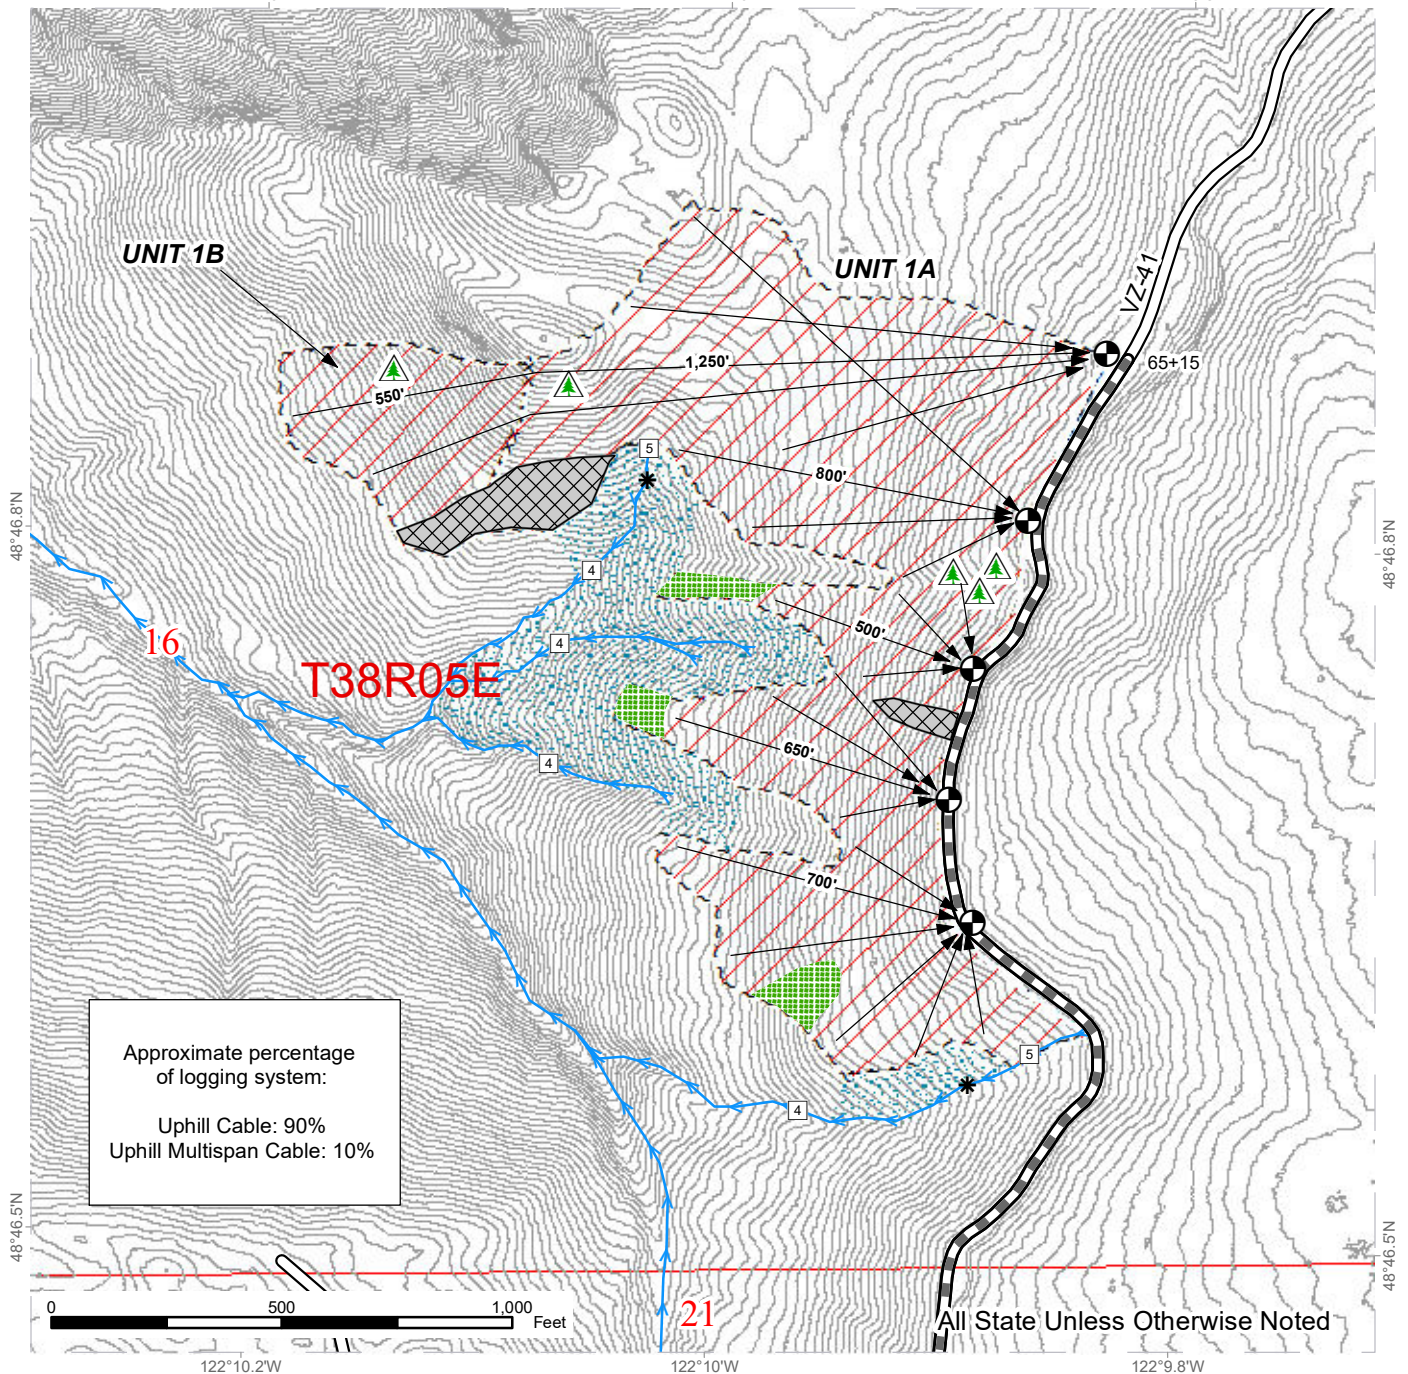 UNIT 1B
UNIT 1A
VZ-41
65+15
1,250'
550'
5
800'
48°46.8'N
48°46.8'N
4
500'
4
16
T38R05E
650'
4
700'
Approximate percentage
of logging system:
Uphill Cable: 90%
Uphill Multispan Cable: 10%
5
4
48°46.5'N
48°46.5'N
0 500 1,000
Feet
21
All State Unless Otherwise Noted
122°10.2'W
122°10'W
122°9.8'W